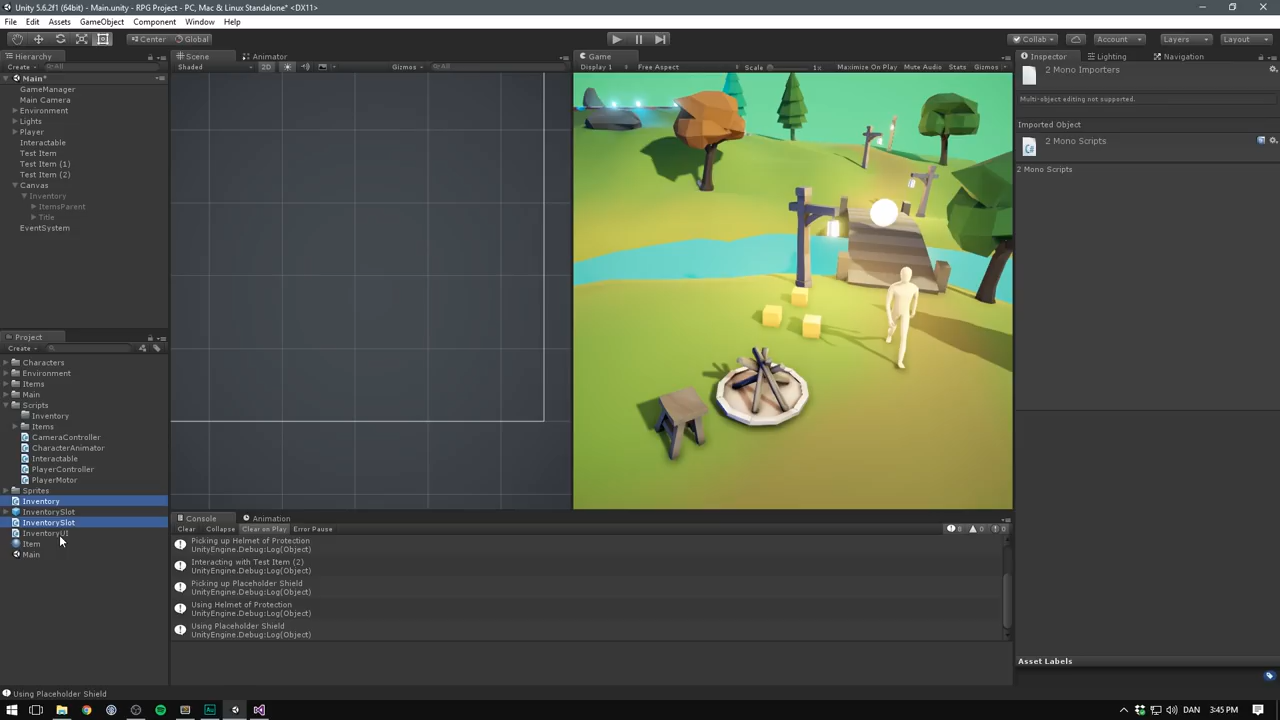 Unity 5.6.2f1 (64bit) - Main.unity - RPG Project - PC, Mac & Linux Standalone* <DX11>
File Edit Assets GameObject Component Window Help
Center Global Collab Account Layers Layout
Hierarchy
Create All
Main*
GameManager
Main Camera
Environment
Lights
Player
Interactable
Test Item
Test Item (1)
Test Item (2)
Canvas
Inventory
ItemsParent
Title
EventSystem
Scene Animator
Shaded 2D Gizmos All
Game
Display 1 Free Aspect Scale 1x Maximize On Play Mute Audio Stats Gizmos
Inspector Lighting Navigation
2 Mono Importers
Multi-object editing not supported.
Imported Object
2 Mono Scripts
2 Mono Scripts
Asset Labels
Project
Create
Characters
Environment
Items
Main
Scripts
Inventory
Items
CameraController
CharacterAnimator
Interactable
PlayerController
PlayerMotor
Sprites
Inventory
InventorySlot
InventorySlot
InventoryUI
Item
Main
Console Animation
Clear Collapse Clear on Play Error Pause 8 0 0
Picking up Helmet of Protection
UnityEngine.Debug:Log(Object)
Interacting with Test Item (2)
UnityEngine.Debug:Log(Object)
Picking up Placeholder Shield
UnityEngine.Debug:Log(Object)
Using Helmet of Protection
UnityEngine.Debug:Log(Object)
Using Placeholder Shield
UnityEngine.Debug:Log(Object)
Using Placeholder Shield
DAN 3:45 PM